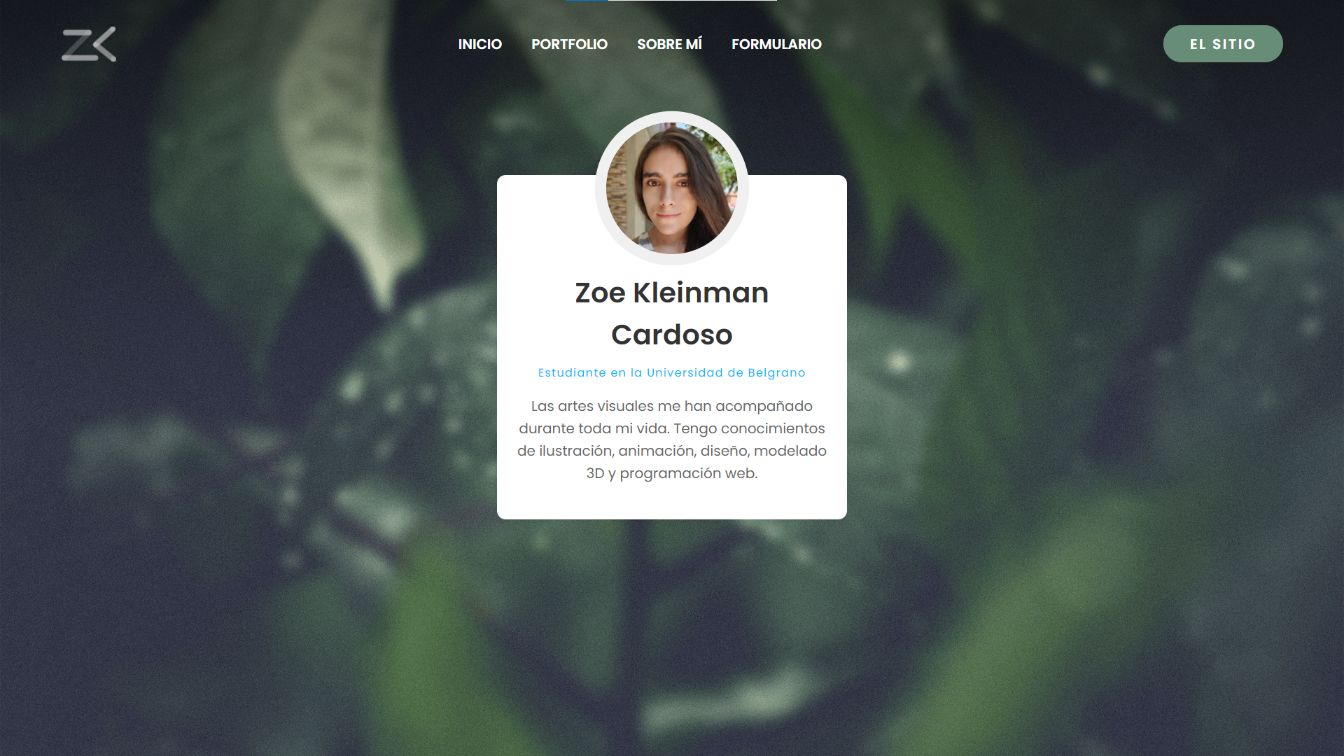 ZK
INICIO PORTFOLIO SOBRE MÍ FORMULARIO
EL SITIO
Zoe Kleinman
Cardoso
Estudiante en la Universidad de Belgrano
Las artes visuales me han acompañado
durante toda mi vida. Tengo conocimientos
de ilustración, animación, diseño, modelado
3D y programación web.